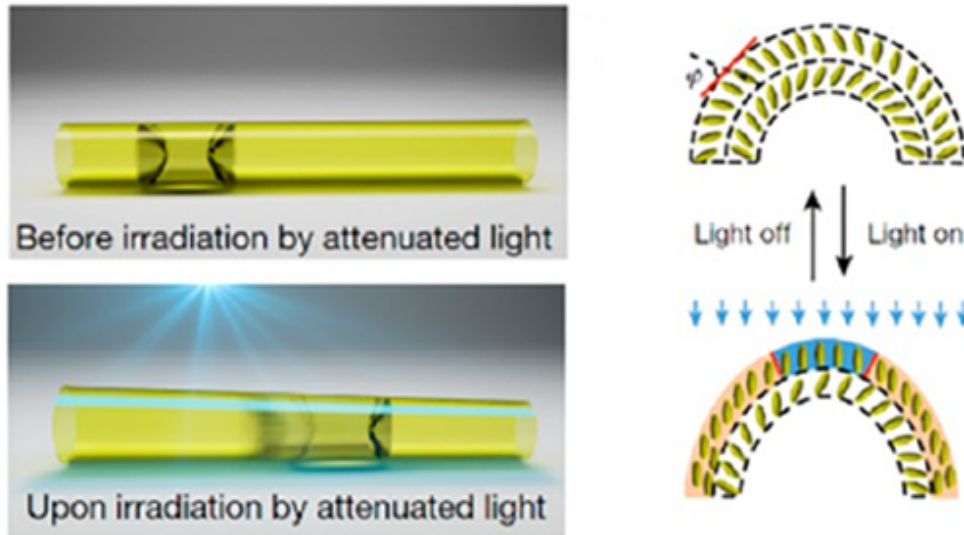 Before irradiation by attenuated light
Upon irradiation by attenuated light
Light off
Light on